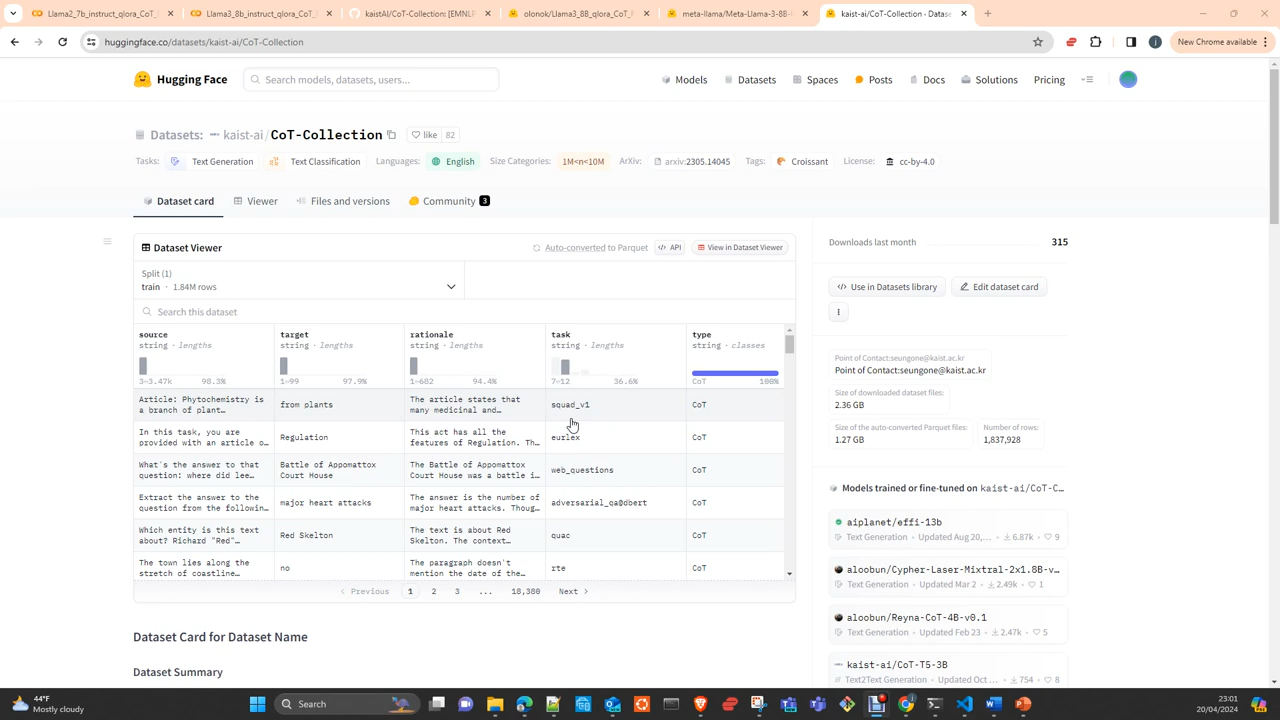 Llama2_7b_instruct_qlora_CoT_
Llama3_8b_instruct_qlora_CoT_f
kaistAI/CoT-Collection: [EMNLP
olonok/Llama3_8B_qlora_CoT_F
meta-llama/Meta-Llama-3-8B-
kaist-ai/CoT-Collection · Datase
huggingface.co/datasets/kaist-ai/CoT-Collection
New Chrome available
Hugging Face
Search models, datasets, users...
Models
Datasets
Spaces
Posts
Docs
Solutions
Pricing
Datasets: kaist-ai/CoT-Collection
like 82
Tasks: Text Generation Text Classification Languages: English Size Categories: 1M<n<10M ArXiv: arxiv:2305.14045 Tags: Croissant License: cc-by-4.0
Dataset card Viewer Files and versions Community 3
Dataset Viewer
Auto-converted to Parquet API View in Dataset Viewer
Split (1)
train · 1.84M rows
Search this dataset
source target rationale task type
string · lengths string · lengths string · lengths string · lengths string · classes
3=3.47k 98.3% 1=99 97.9% 1=682 94.4% 7=12 36.6% CoT 100%
Article: Phytochemistry is a branch of plant… from plants The article states that many medicinal and… squad_v1 CoT
In this task, you are provided with an article o… Regulation This act has all the features of Regulation. Th… eurlex CoT
What's the answer to that question: where did lee… Battle of Appomattox Court House The Battle of Appomattox Court House was a battle i… web_questions CoT
Extract the answer to the question from the followin… major heart attacks The answer is the number of major heart attacks. Thoug… adversarial_qa@dbert CoT
Which entity is this text about? Richard "Red"… Red Skelton The text is about Red Skelton. The context… quac CoT
The town lies along the stretch of coastline… no The paragraph doesn't mention the date of the… rte CoT
Previous 1 2 3 ... 18,380 Next
Dataset Card for Dataset Name
Dataset Summary
Downloads last month 315
Use in Datasets library
Edit dataset card
Point of Contact:seungone@kaist.ac.kr
Point of Contact:seungone@kaist.ac.kr
Size of downloaded dataset files:
2.36 GB
Size of the auto-converted Parquet files:
1.27 GB
Number of rows:
1,837,928
Models trained or fine-tuned on kaist-ai/CoT-C…
aiplanet/effi-13b
Text Generation · Updated Aug 20,… · 6.87k · 9
aloobun/Cypher-Laser-Mixtral-2x1.8B-v…
Text Generation · Updated Mar 2 · 2.49k · 1
aloobun/Reyna-CoT-4B-v0.1
Text Generation · Updated Feb 23 · 2.47k · 5
kaist-ai/CoT-T5-3B
Text2Text Generation · Updated Oct … · 754 · 8
44°F
Mostly cloudy
Search
23:01
20/04/2024